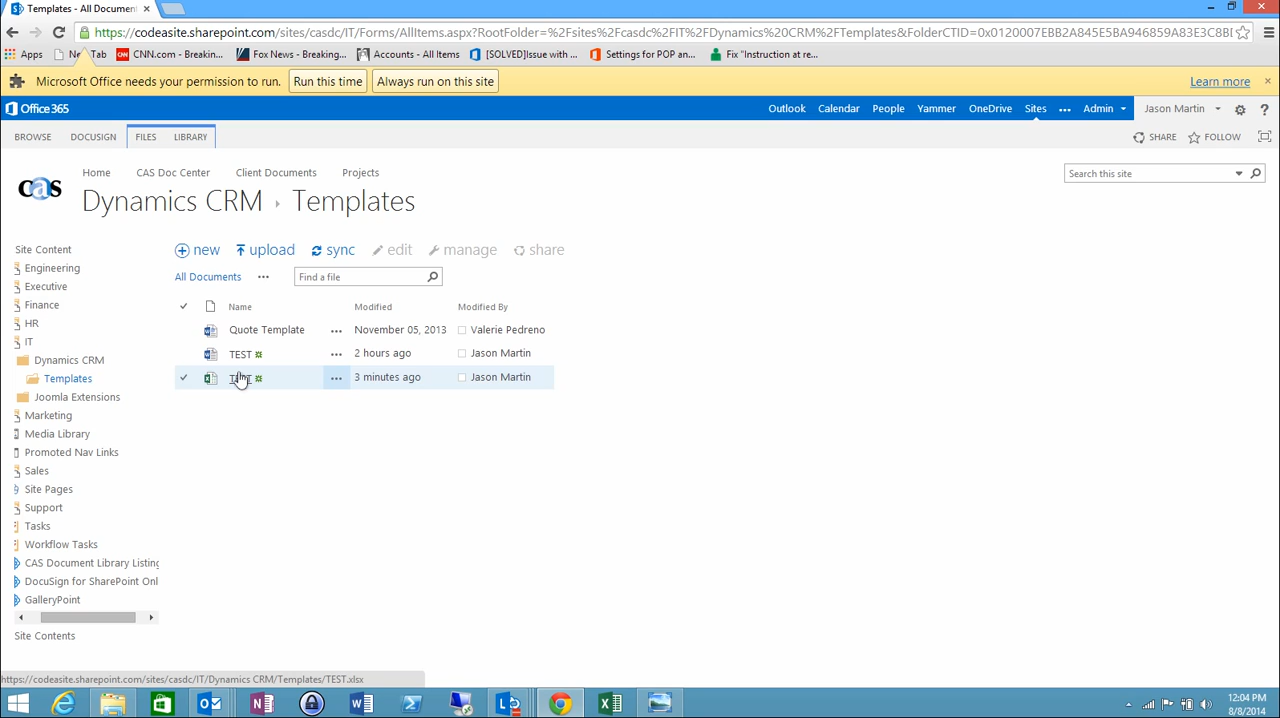 Templates - All Documen
https://codeasite.sharepoint.com/sites/casdc/IT/Forms/AllItems.aspx?RootFolder=%2Fsites%2Fcasdc%2FIT%2FDynamics%20CRM%2FTemplates&FolderCTID=0x0120007EBB2A845E5BA946859A83E3C8BD
Apps
CNN.com - Breakin...
Fox News - Breaking...
Accounts - All Items
[SOLVED]Issue with ...
Settings for POP an...
Fix "Instruction at re...
Microsoft Office needs your permission to run.
Run this time
Always run on this site
Learn more
Office 365
Outlook
Calendar
People
Yammer
OneDrive
Sites
Admin
Jason Martin
BROWSE
DOCUSIGN
FILES
LIBRARY
SHARE
FOLLOW
cas
Home
CAS Doc Center
Client Documents
Projects
Search this site
Dynamics CRM
Templates
new
upload
sync
edit
manage
share
All Documents
Find a file
Name
Modified
Modified By
Quote Template
November 05, 2013
Valerie Pedreno
TEST
2 hours ago
Jason Martin
3 minutes ago
Jason Martin
Site Content
Engineering
Executive
Finance
HR
IT
Dynamics CRM
Templates
Joomla Extensions
Marketing
Media Library
Promoted Nav Links
Sales
Site Pages
Support
Tasks
Workflow Tasks
CAS Document Library Listing
DocuSign for SharePoint Onl
GalleryPoint
Site Contents
https://codeasite.sharepoint.com/sites/casdc/IT/Dynamics CRM/Templates/TEST.xlsx
12:04 PM
8/8/2014